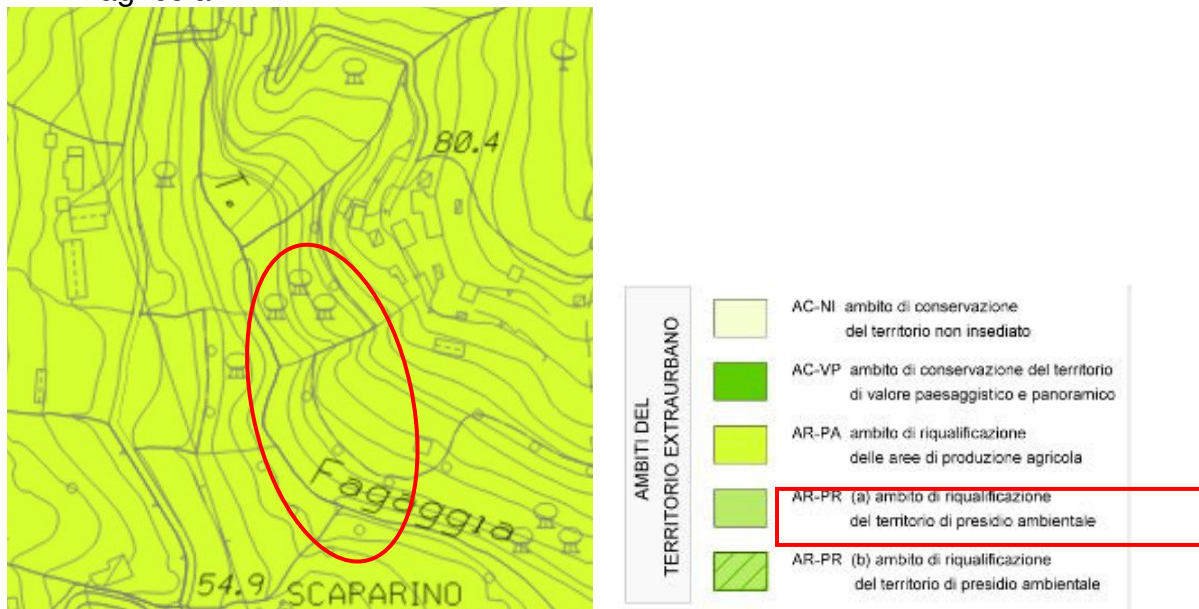 80.4
T.
Fagaggia
54.9 SCARARINO
AMBITI DEL
TERRITORIO EXTRAURBANO
AC-NI ambito di conservazione
del territorio non insediato
AC-VP ambito di conservazione del territorio
di valore paesaggistico e panoramico
AR-PA ambito di riqualificazione
delle aree di produzione agricola
AR-PR (a) ambito di riqualificazione
del territorio di presidio ambientale
AR-PR (b) ambito di riqualificazione
del territorio di presidio ambientale